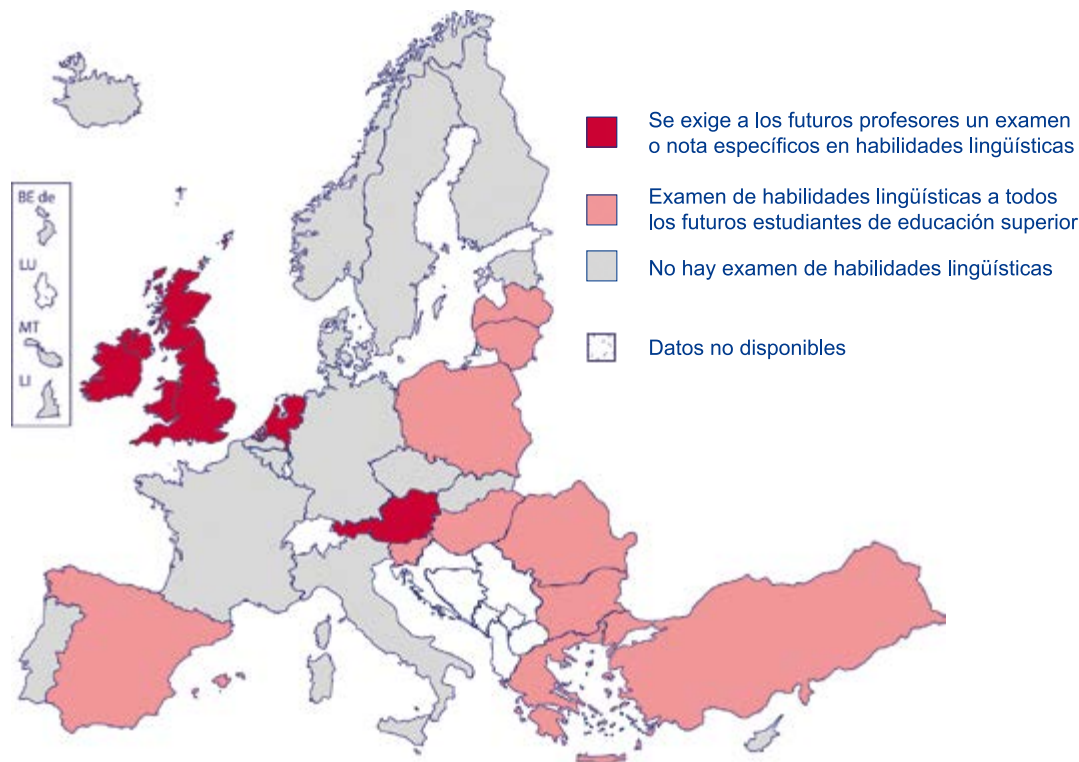 Se exige a los futuros profesores un examen
o nota específicos en habilidades lingüísticas
Examen de habilidades lingüísticas a todos
los futuros estudiantes de educación superior
No hay examen de habilidades lingüísticas
Datos no disponibles
BE de
LU
MT
LI